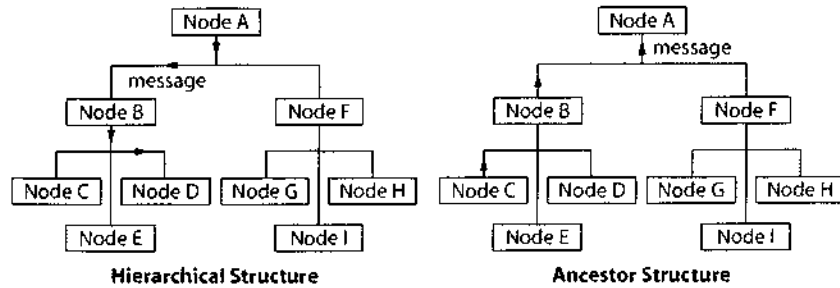 Node A
message
Node B
Node F
Node C
Node D
Node G
Node H
Node E
Node I
Hierarchical Structure
Node A
message
Node B
Node F
Node C
Node D
Node G
Node H
Node E
Node I
Ancestor Structure